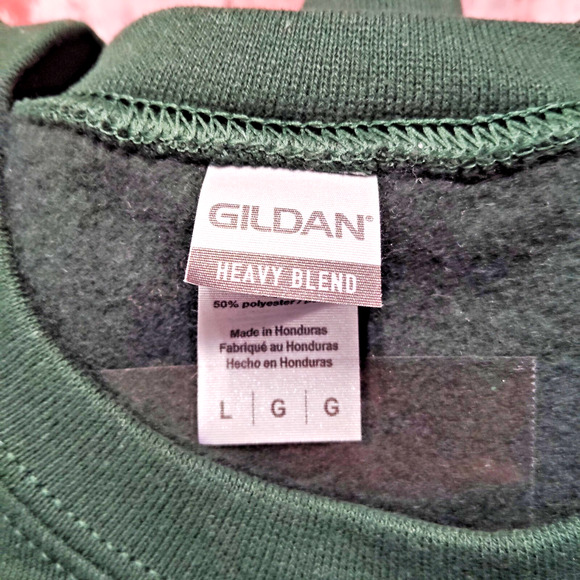 GILDAN®
HEAVY BLEND
50% polyester/
Made in Honduras
Fabriqué au Honduras
Hecho en Honduras
L | G | G